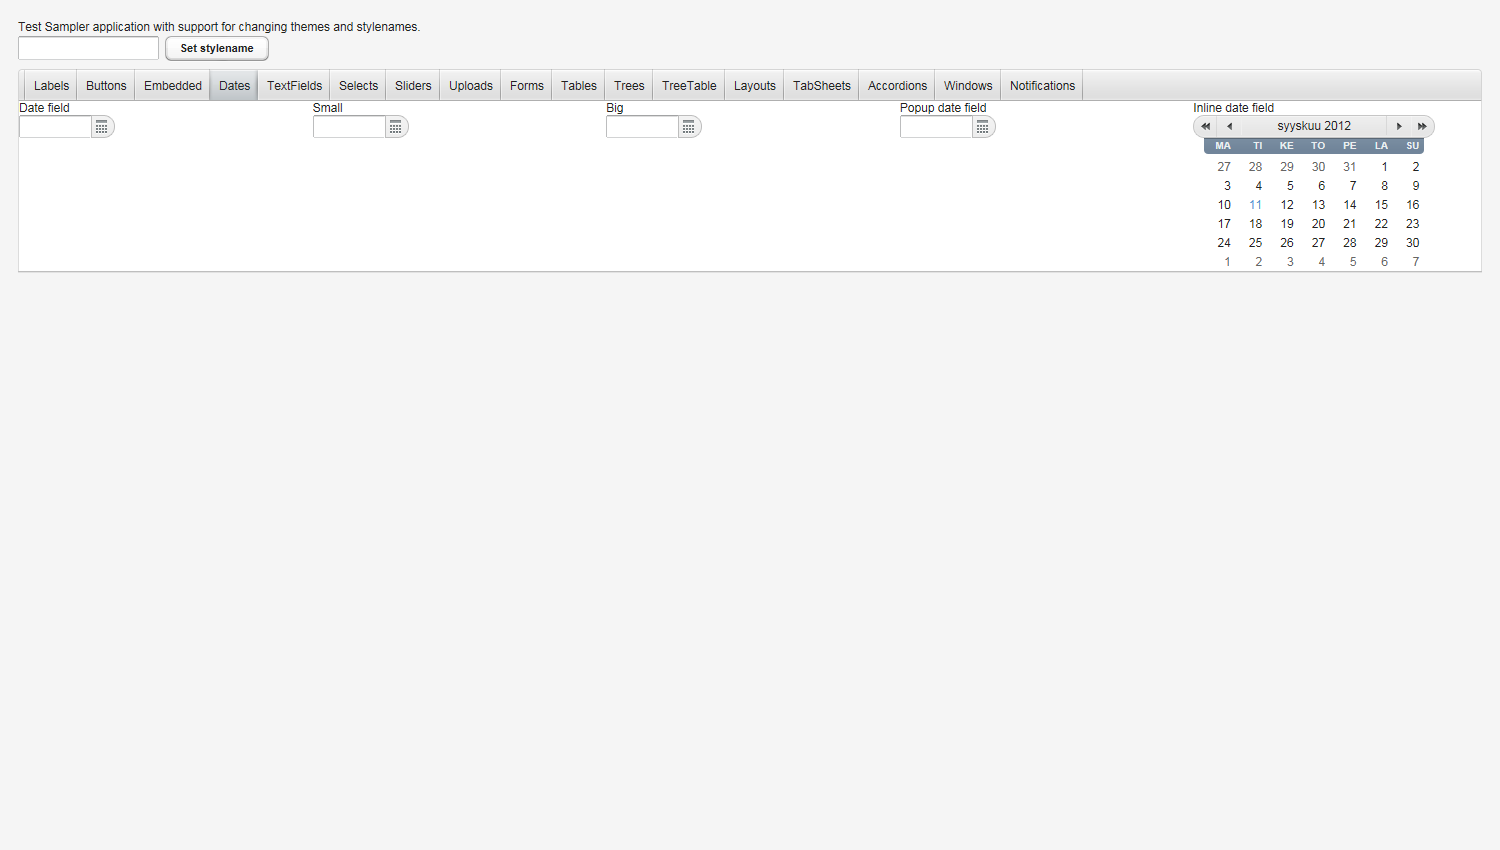 Test Sampler application with support for changing themes and stylenames.
Set stylename
Labels Buttons Embedded Dates TextFields Selects Sliders Uploads Forms Tables Trees TreeTable Layouts TabSheets Accordions Windows Notifications
Date field Small Big Popup date field Inline date field
syyskuu 2012
MA TI KE TO PE LA SU
27 28 29 30 31 1 2
3 4 5 6 7 8 9
10 11 12 13 14 15 16
17 18 19 20 21 22 23
24 25 26 27 28 29 30
1 2 3 4 5 6 7